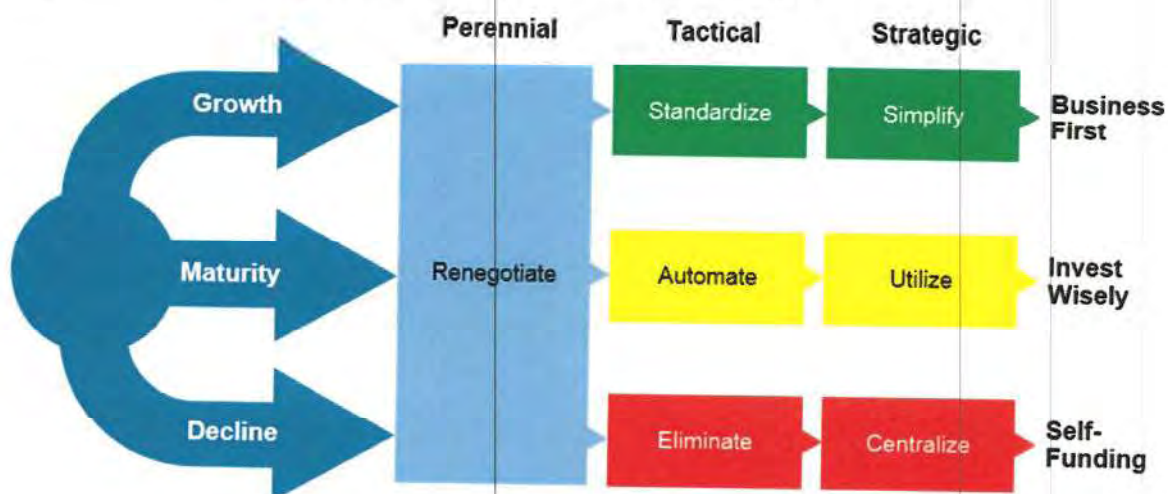 Perennial
Tactical
Strategic
Growth
Standardize
Simplify
Business
First
Maturity
Renegotiate
Automate
Utilize
Invest
Wisely
Decline
Eliminate
Centralize
Self-
Funding